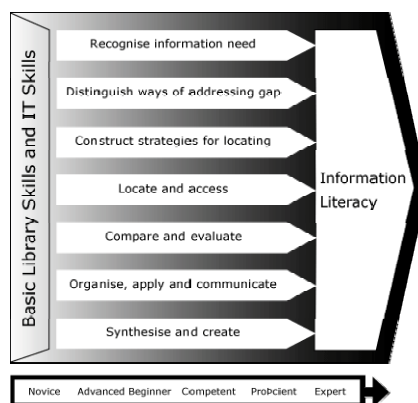 Basic Library Skills and IT Skills
Recognise information need
Distinguish ways of addressing gap
Construct strategies for locating
Locate and access
Compare and evaluate
Organise, apply and communicate
Synthesise and create
Information
Literacy
Novice Advanced Beginner Competent ProÞcient Expert